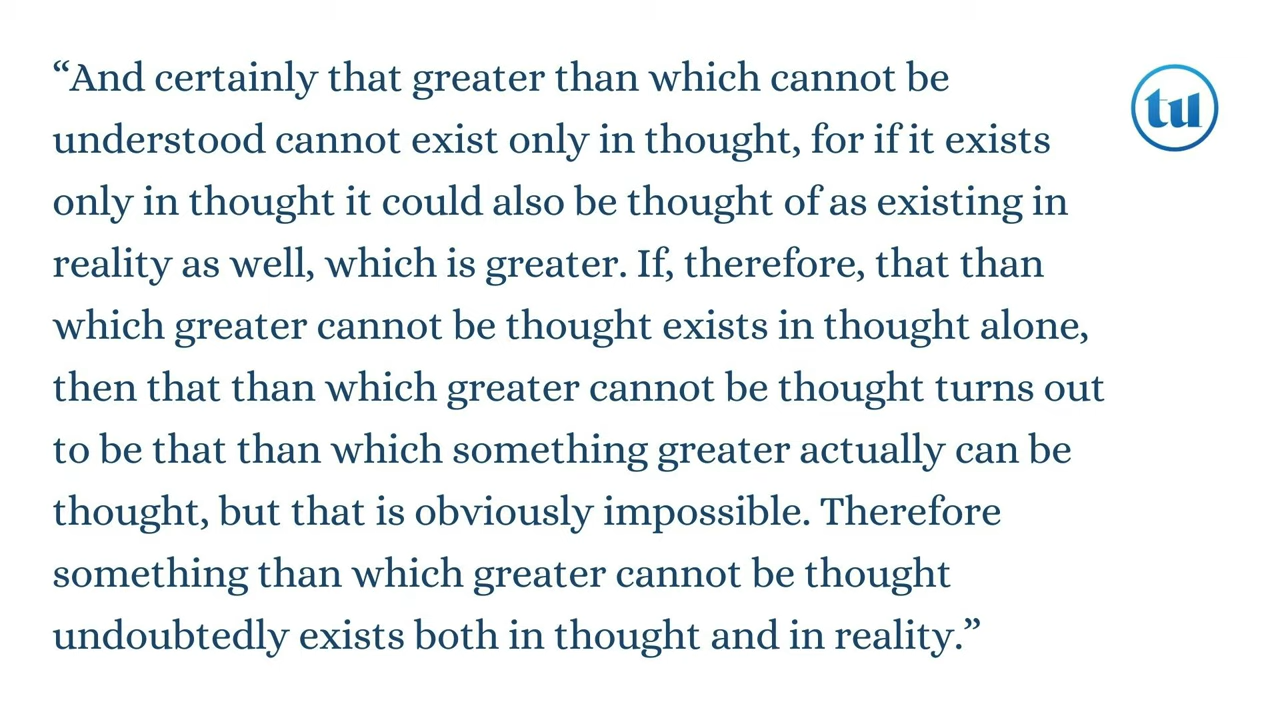 “And certainly that greater than which cannot be
understood cannot exist only in thought, for if it exists
only in thought it could also be thought of as existing in
reality as well, which is greater. If, therefore, that than
which greater cannot be thought exists in thought alone,
then that than which greater cannot be thought turns out
to be that than which something greater actually can be
thought, but that is obviously impossible. Therefore
something than which greater cannot be thought
undoubtedly exists both in thought and in reality.”
tu